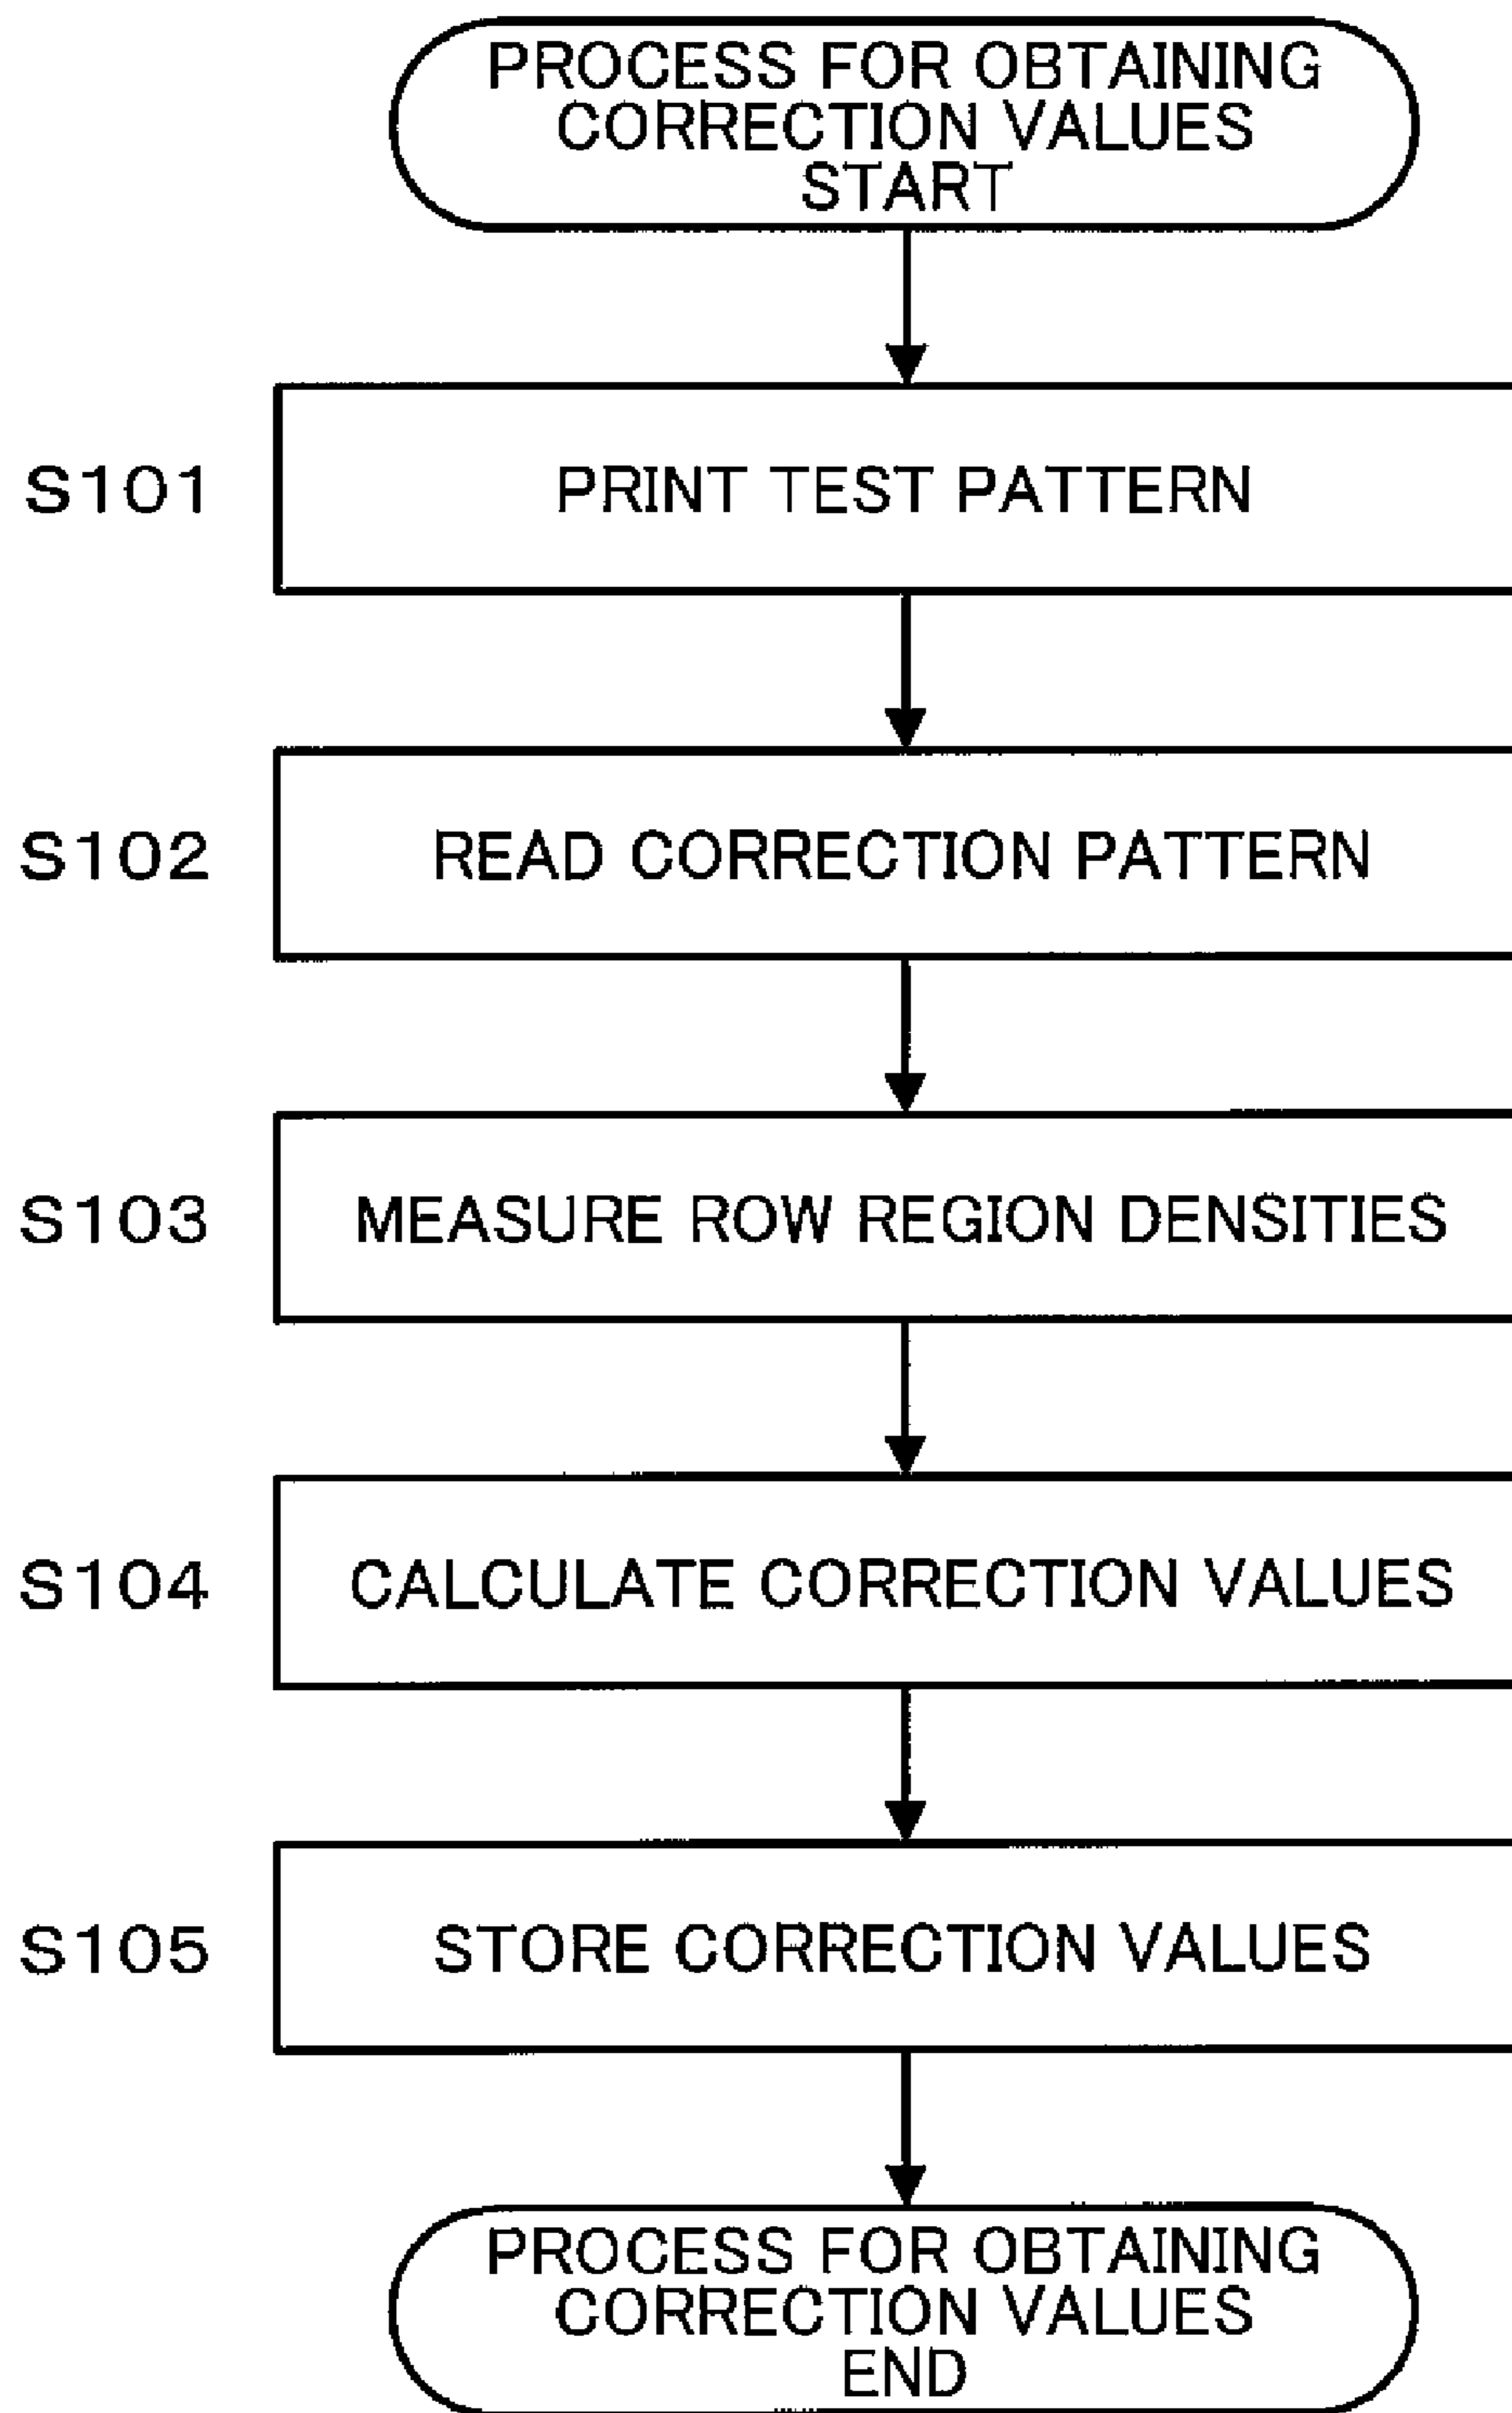 PROCESS FOR OBTAINING
CORRECTION VALUES
START
S101 PRINT TEST PATTERN
S102 READ CORRECTION PATTERN
S103 MEASURE ROW REGION DENSITIES
S104 CALCULATE CORRECTION VALUES
S105 STORE CORRECTION VALUES
PROCESS FOR OBTAINING
CORRECTION VALUES
END